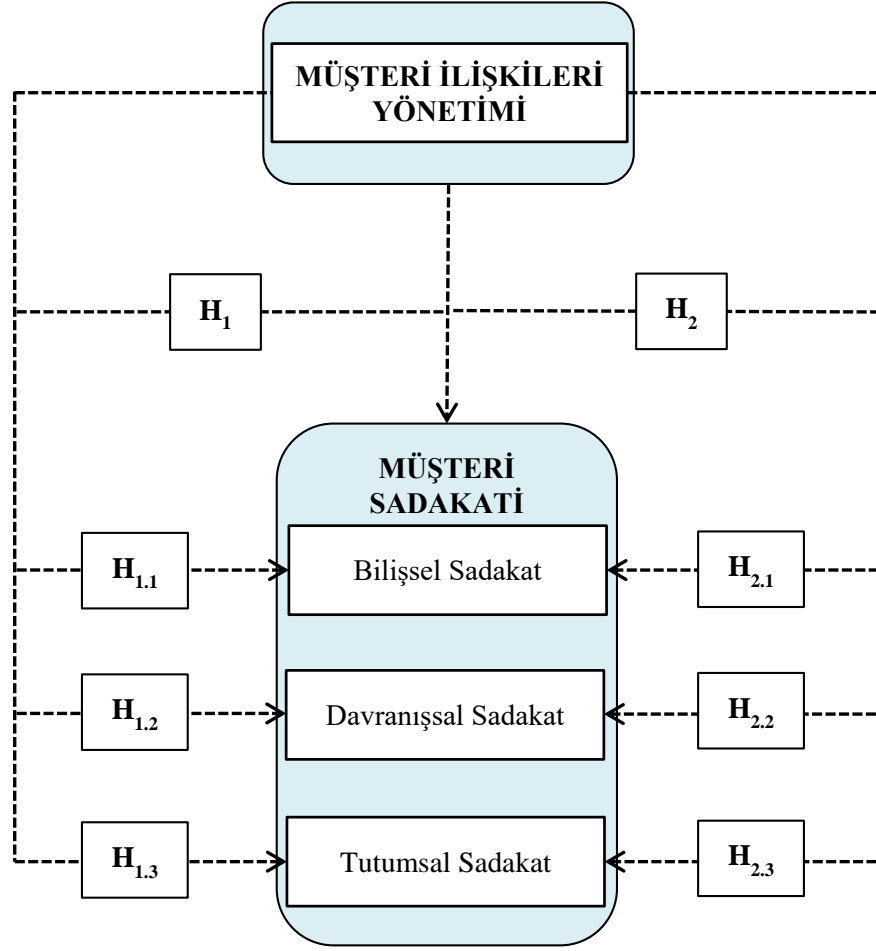 MÜŞTERİ İLİŞKİLERİ
YÖNETİMİ
H1
H2
MÜŞTERİ
SADAKATİ
H1.1
Bilişsel Sadakat
H2.1
H1.2
Davranışsal Sadakat
H2.2
H1.3
Tutumsal Sadakat
H2.3